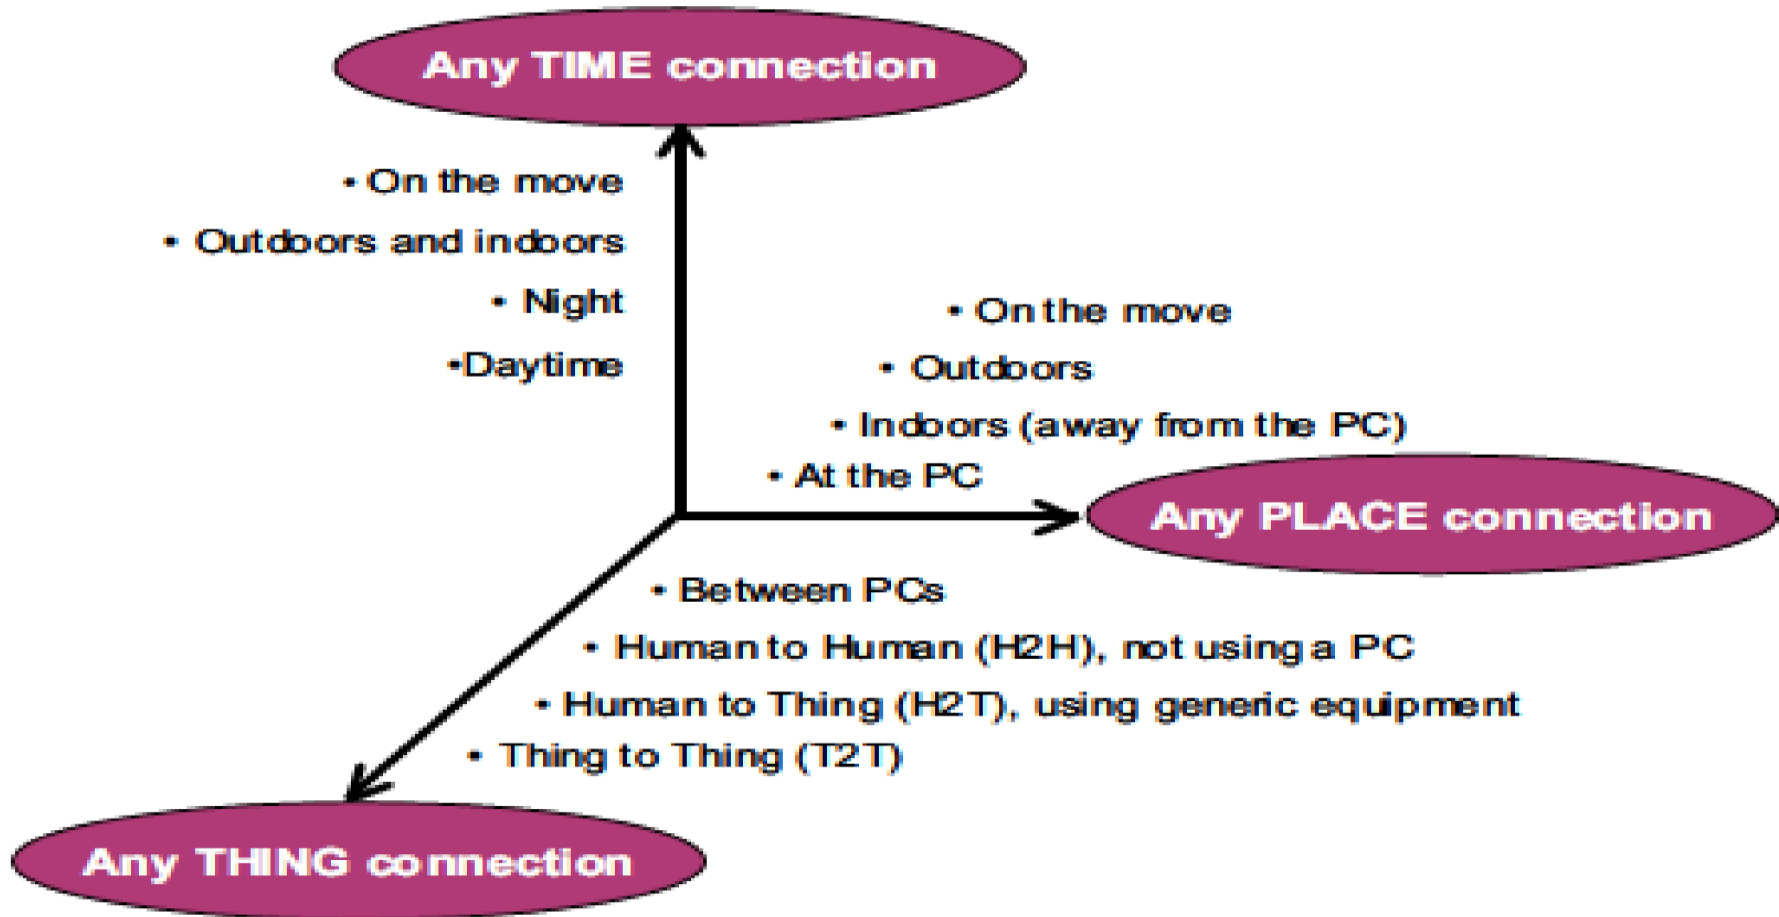 Any TIME connection
• On the move
• Outdoors and indoors
• Night
•Daytime
• On the move
• Outdoors
• Indoors (away from the PC)
• At the PC
Any PLACE connection
• Between PCs
• Human to Human (H2H), not using a PC
• Human to Thing (H2T), using generic equipment
• Thing to Thing (T2T)
Any THING connection